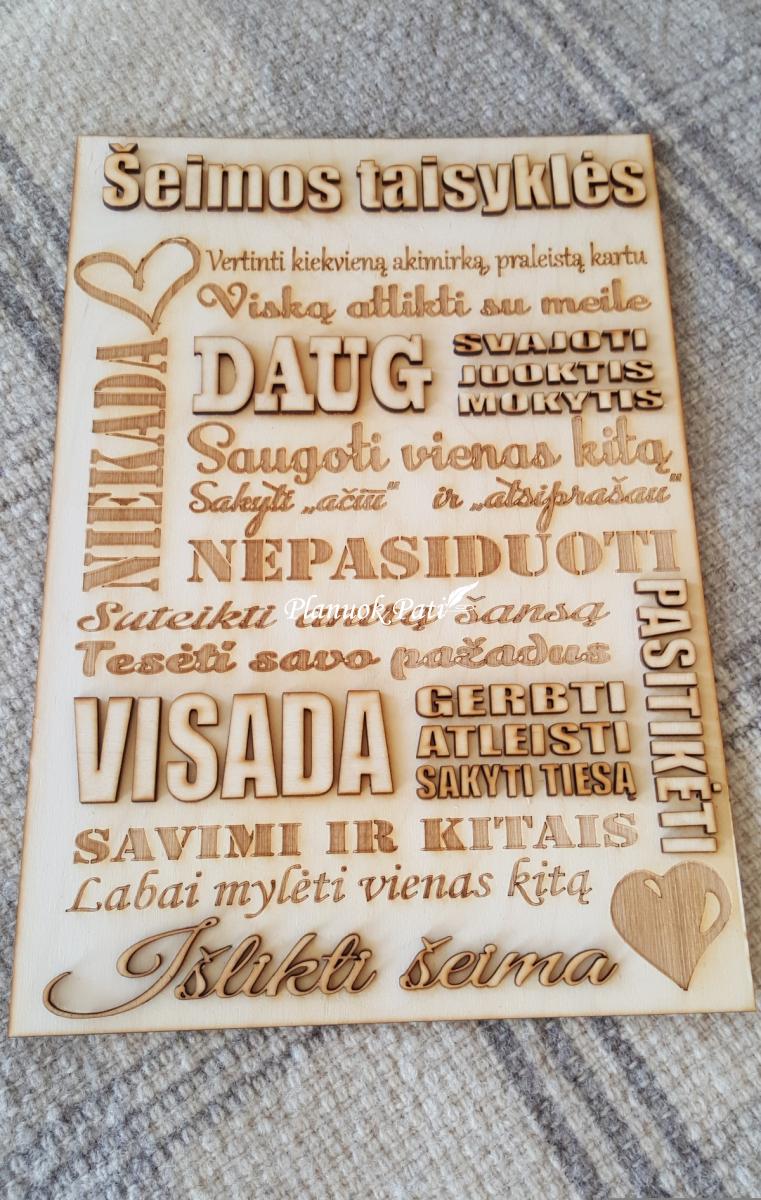 Šeimos taisyklės
Vertinti kiekvieną akimirką, praleistą kartu
Viską atlikti su meile
DAUG
SVAJOTI
JUOKTIS
MOKYTIS
Saugoti vienas kitą
Sakyti „ačiū“ ir „atsiprašau“
NIEKADA
NEPASIDUOTI
Suteikti antrą šansą
Planuok Pati
Tesėti savo pažadus
VISADA
GERBTI
ATLEISTI
SAKYTI TIESĄ
PASITIKĖTI
SAVIMI IR KITAIS
Labai mylėti vienas kitą
Išlikti šeima